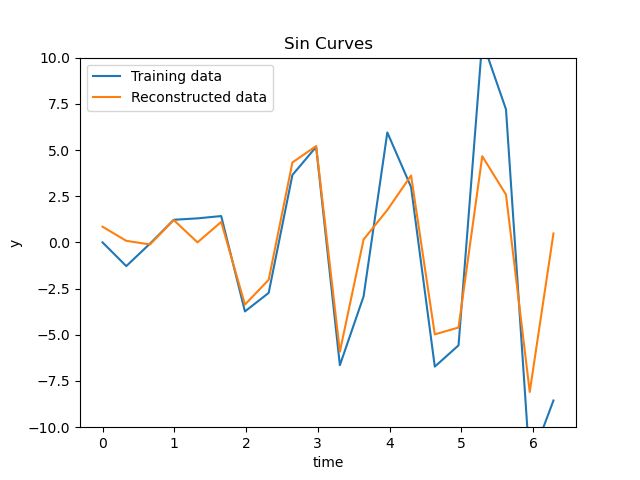 Sin Curves
Training data
Reconstructed data
10.0
7.5
5.0
2.5
0.0
−2.5
−5.0
−7.5
−10.0
y
0 1 2 3 4 5 6
time